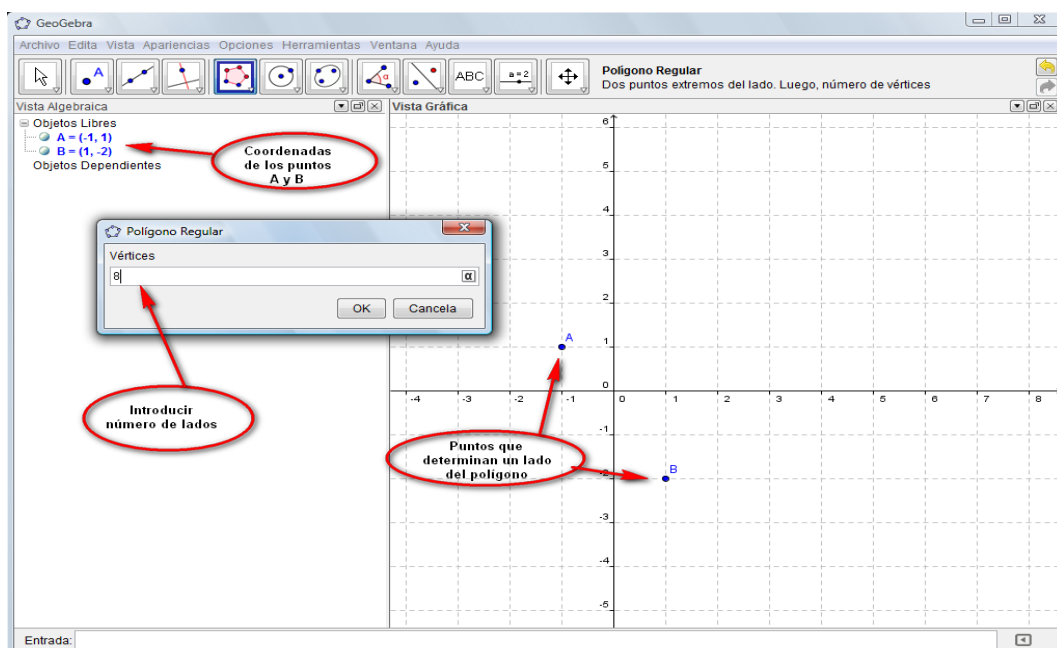 GeoGebra
Archivo Edita Vista Apariencias Opciones Herramientas Ventana Ayuda
A
α
ABC
a=2
Poligono Regular
Dos puntos extremos del lado. Luego, número de vértices
Vista Algebraica
Vista Gráfica
Objetos Libres
A = (-1, 1)
B = (1, -2)
Objetos Dependientes
Coordenadas
de los puntos
A y B
Polígono Regular
Vértices
8
α
OK
Cancela
Introducir
número de lados
6
5
4
3
2
1
0
-4 -3 -2 -1 0 1 2 3 4 5 6 7 8
-1
-2
-3
-4
-5
A
B
Puntos que
determinan un lado
del polígono
Entrada: